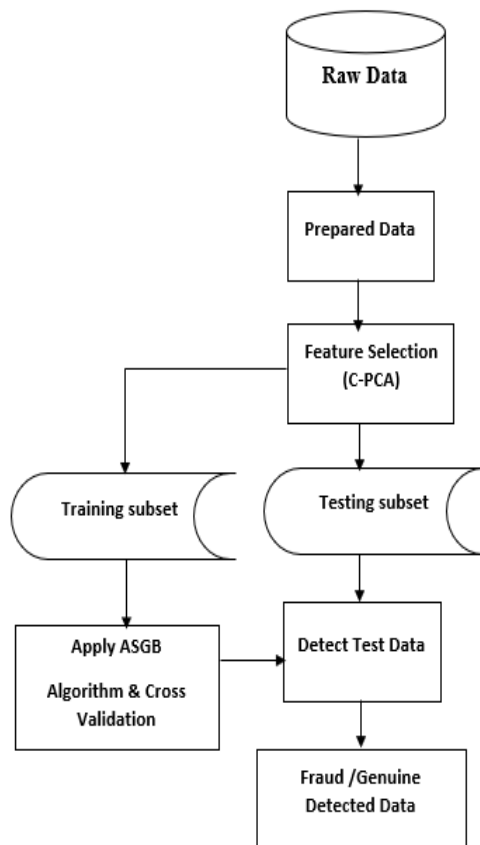 Raw Data
Prepared Data
Feature Selection
(C-PCA)
Training subset
Testing subset
Apply ASGB
Algorithm & Cross
Validation
Detect Test Data
Fraud /Genuine
Detected Data